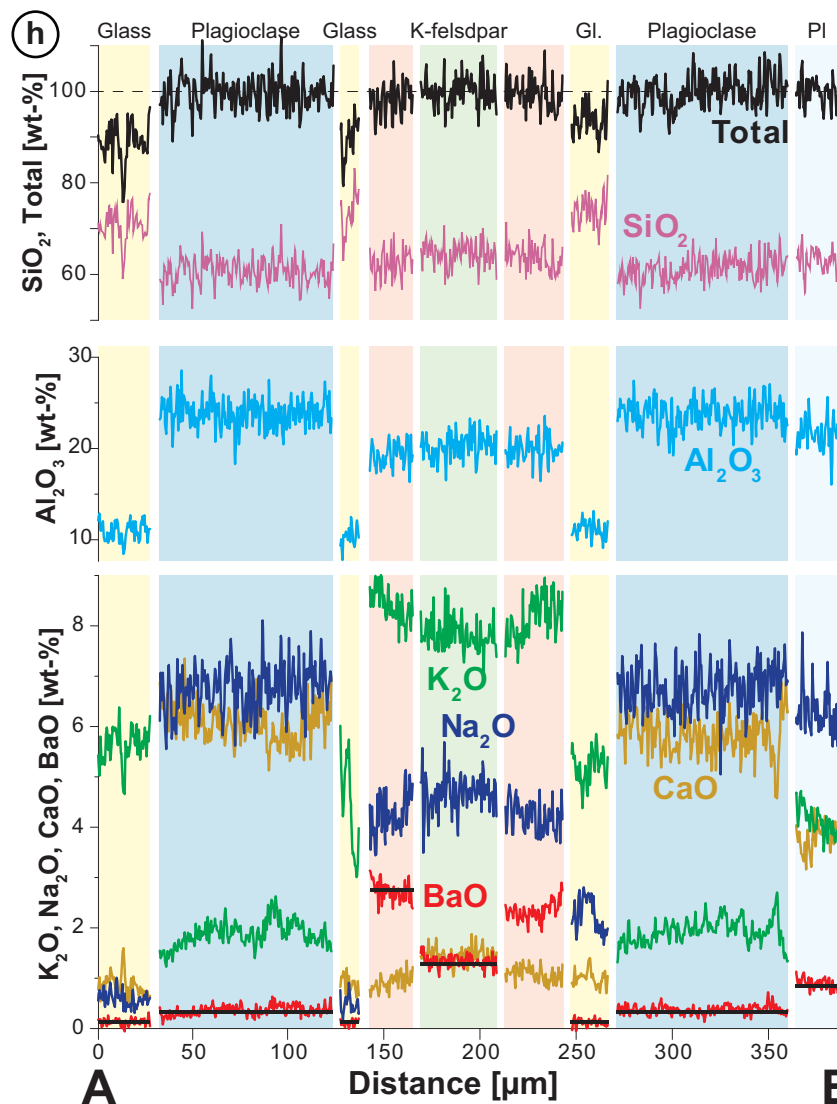 h
Glass Plagioclase Glass K-felsdpar Gl. Plagioclase Pl
SiO2, Total [wt-%]
100
80
60
Total
SiO2
Al2O3 [wt-%]
30
20
10
Al2O3
K2O, Na2O, CaO, BaO [wt-%]
8
6
4
2
0
K2O
Na2O
CaO
BaO
0 50 100 150 200 250 300 350
A Distance [µm]